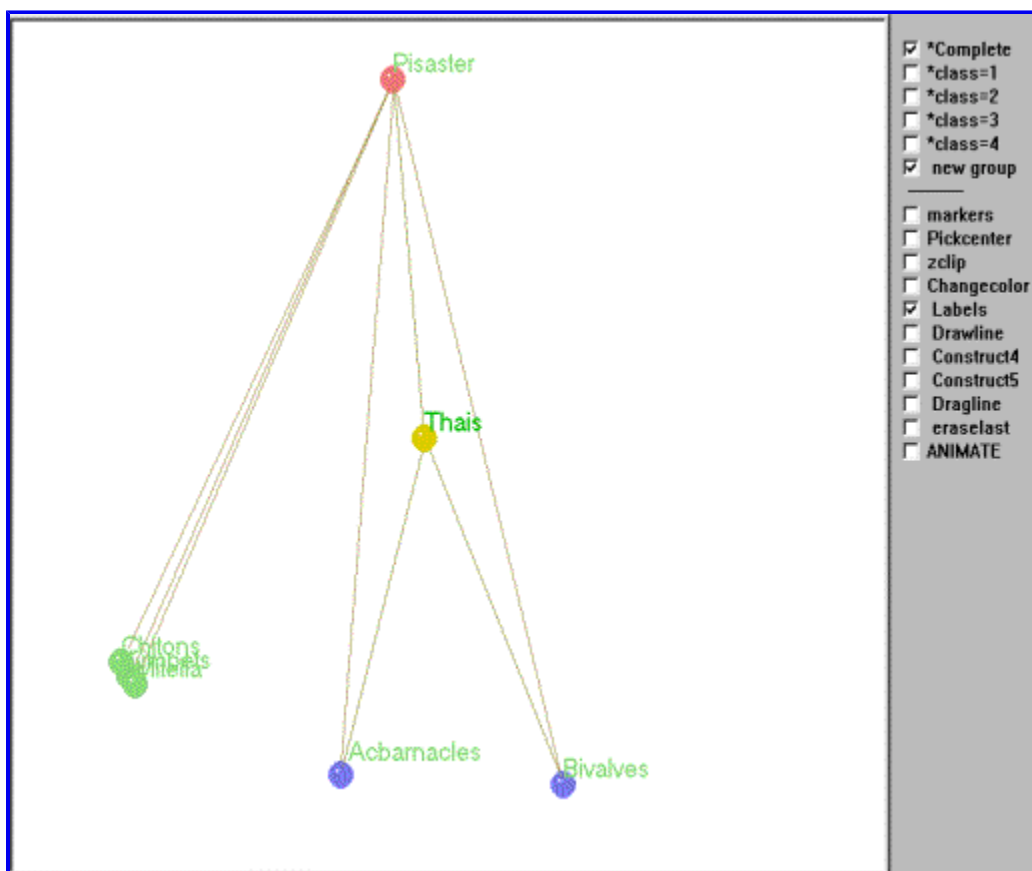 Pisaster
Thais
Chitons
Acbarnacles
Bivalves
*Complete
*class=1
*class=2
*class=3
*class=4
new group
markers
Pickcenter
zclip
Changecolor
Labels
Drawline
Construct4
Construct5
Dragline
eraselast
ANIMATE